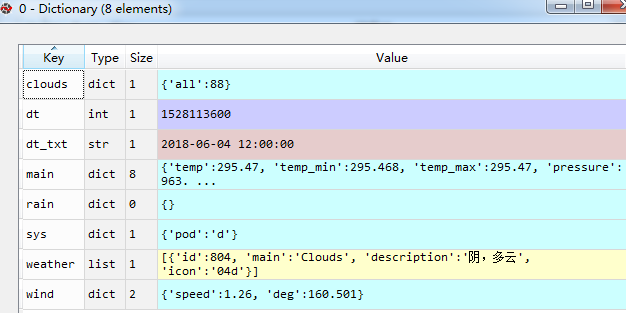 0 - Dictionary (8 elements)
Key Type Size Value
clouds dict 1 {'all':88}
dt int 1 1528113600
dt_txt str 1 2018-06-04 12:00:00
main dict 8 {'temp':295.47, 'temp_min':295.468, 'temp_max':295.47, 'pressure':
963. ...
rain dict 0 {}
sys dict 1 {'pod':'d'}
weather list 1 [{'id':804, 'main':'Clouds', 'description':'阴，多云',
'icon':'04d'}]
wind dict 2 {'speed':1.26, 'deg':160.501}